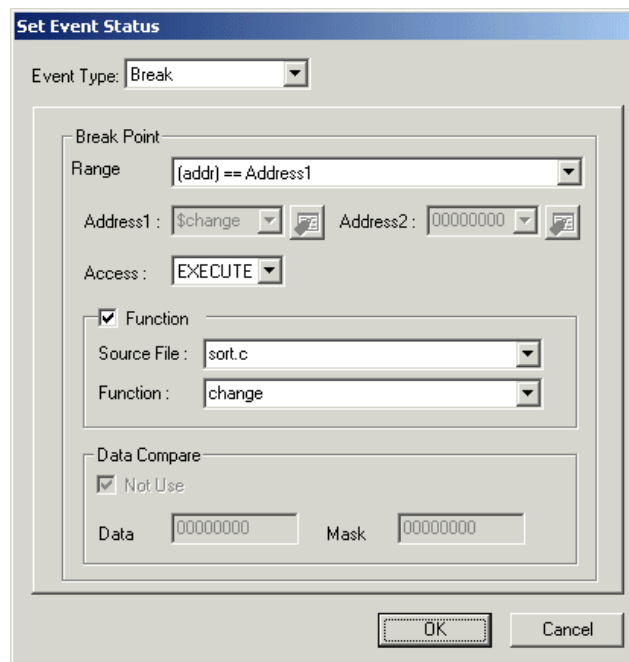 Set Event Status
Event Type: Break
Break Point
Range (addr) == Address1
Address1 : $change Address2 : 00000000
Access : EXECUTE
Function
Source File : sort.c
Function : change
Data Compare
Not Use
Data 00000000 Mask 00000000
OK Cancel